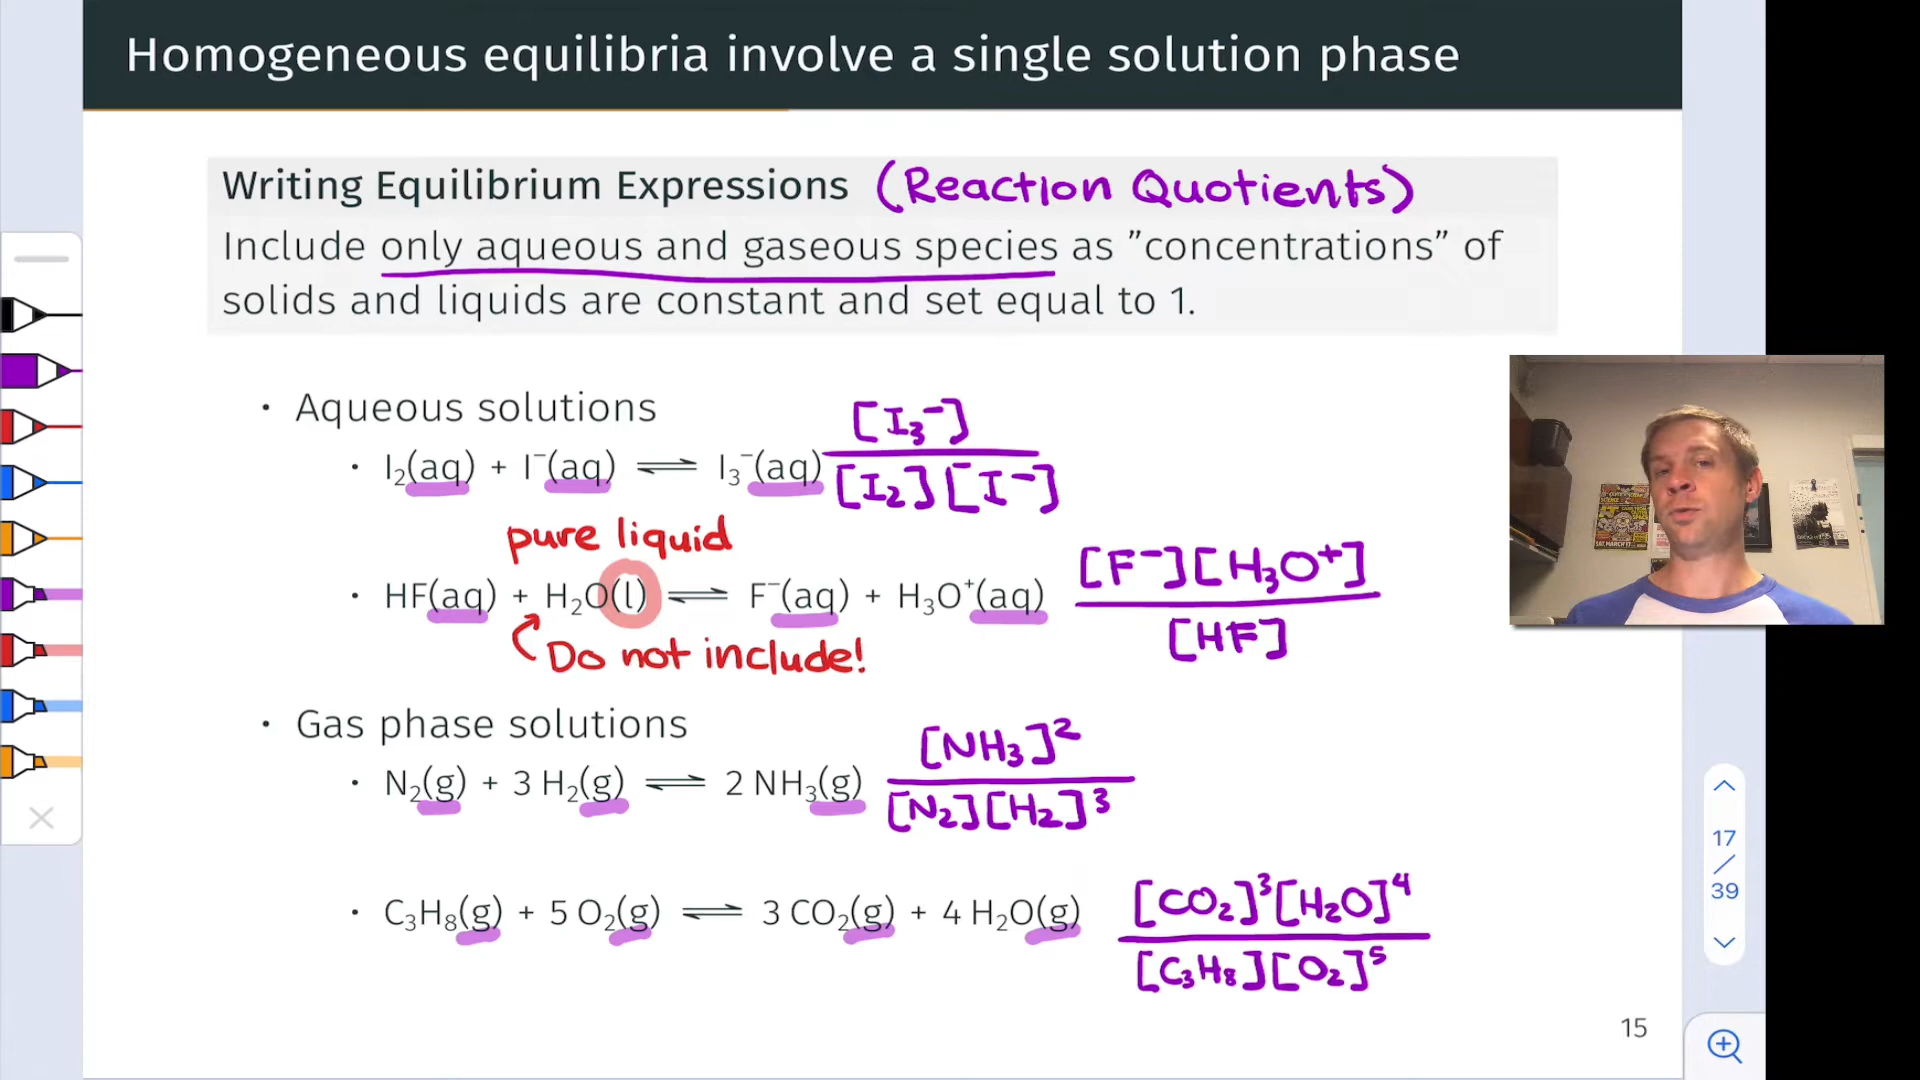 Homogeneous equilibria involve a single solution phase
Writing Equilibrium Expressions (Reaction Quotients)
Include only aqueous and gaseous species as ”concentrations” of
solids and liquids are constant and set equal to 1.
• Aqueous solutions
• I₂(aq) + I⁻(aq) ⇌ I₃⁻(aq)
[I₃⁻]
[I₂][I⁻]
pure liquid
• HF(aq) + H₂O(l) ⇌ F⁻(aq) + H₃O⁺(aq)
[F⁻][H₃O⁺]
[HF]
Do not include!
• Gas phase solutions
• N₂(g) + 3 H₂(g) ⇌ 2 NH₃(g)
[NH₃]²
[N₂][H₂]³
• C₃H₈(g) + 5 O₂(g) ⇌ 3 CO₂(g) + 4 H₂O(g)
[CO₂]³[H₂O]⁴
[C₃H₈][O₂]⁵
15
17
/
39